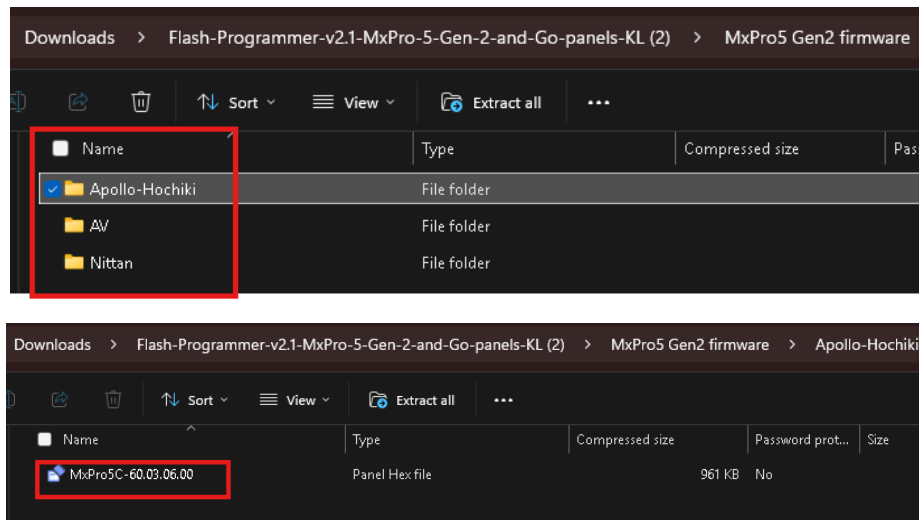 Downloads > Flash-Programmer-v2.1-MxPro-5-Gen-2-and-Go-panels-KL (2) > MxPro5 Gen2 firmware
Sort View Extract all ...
Name Type Compressed size Pas
Apollo-Hochiki File folder
AV File folder
Nittan File folder
Downloads > Flash-Programmer-v2.1-MxPro-5-Gen-2-and-Go-panels-KL (2) > MxPro5 Gen2 firmware > Apollo-Hochiki
Sort View Extract all ...
Name Type Compressed size Password prot... Size
MxPro5C-60.03.06.00 Panel Hex file 961 KB No